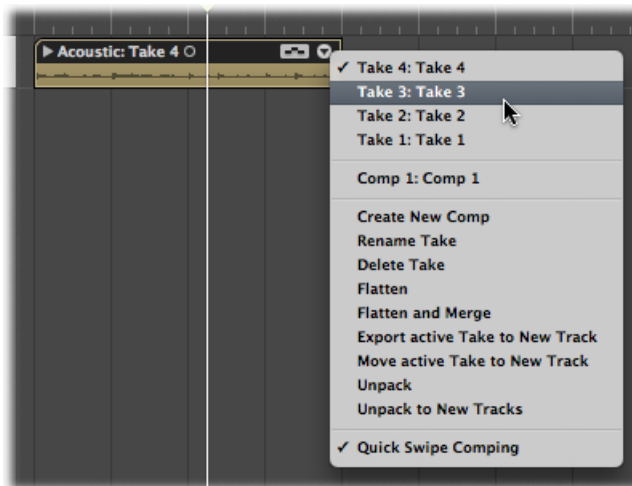 Acoustic: Take 4
✓ Take 4: Take 4
Take 3: Take 3
Take 2: Take 2
Take 1: Take 1
Comp 1: Comp 1
Create New Comp
Rename Take
Delete Take
Flatten
Flatten and Merge
Export active Take to New Track
Move active Take to New Track
Unpack
Unpack to New Tracks
✓ Quick Swipe Comping